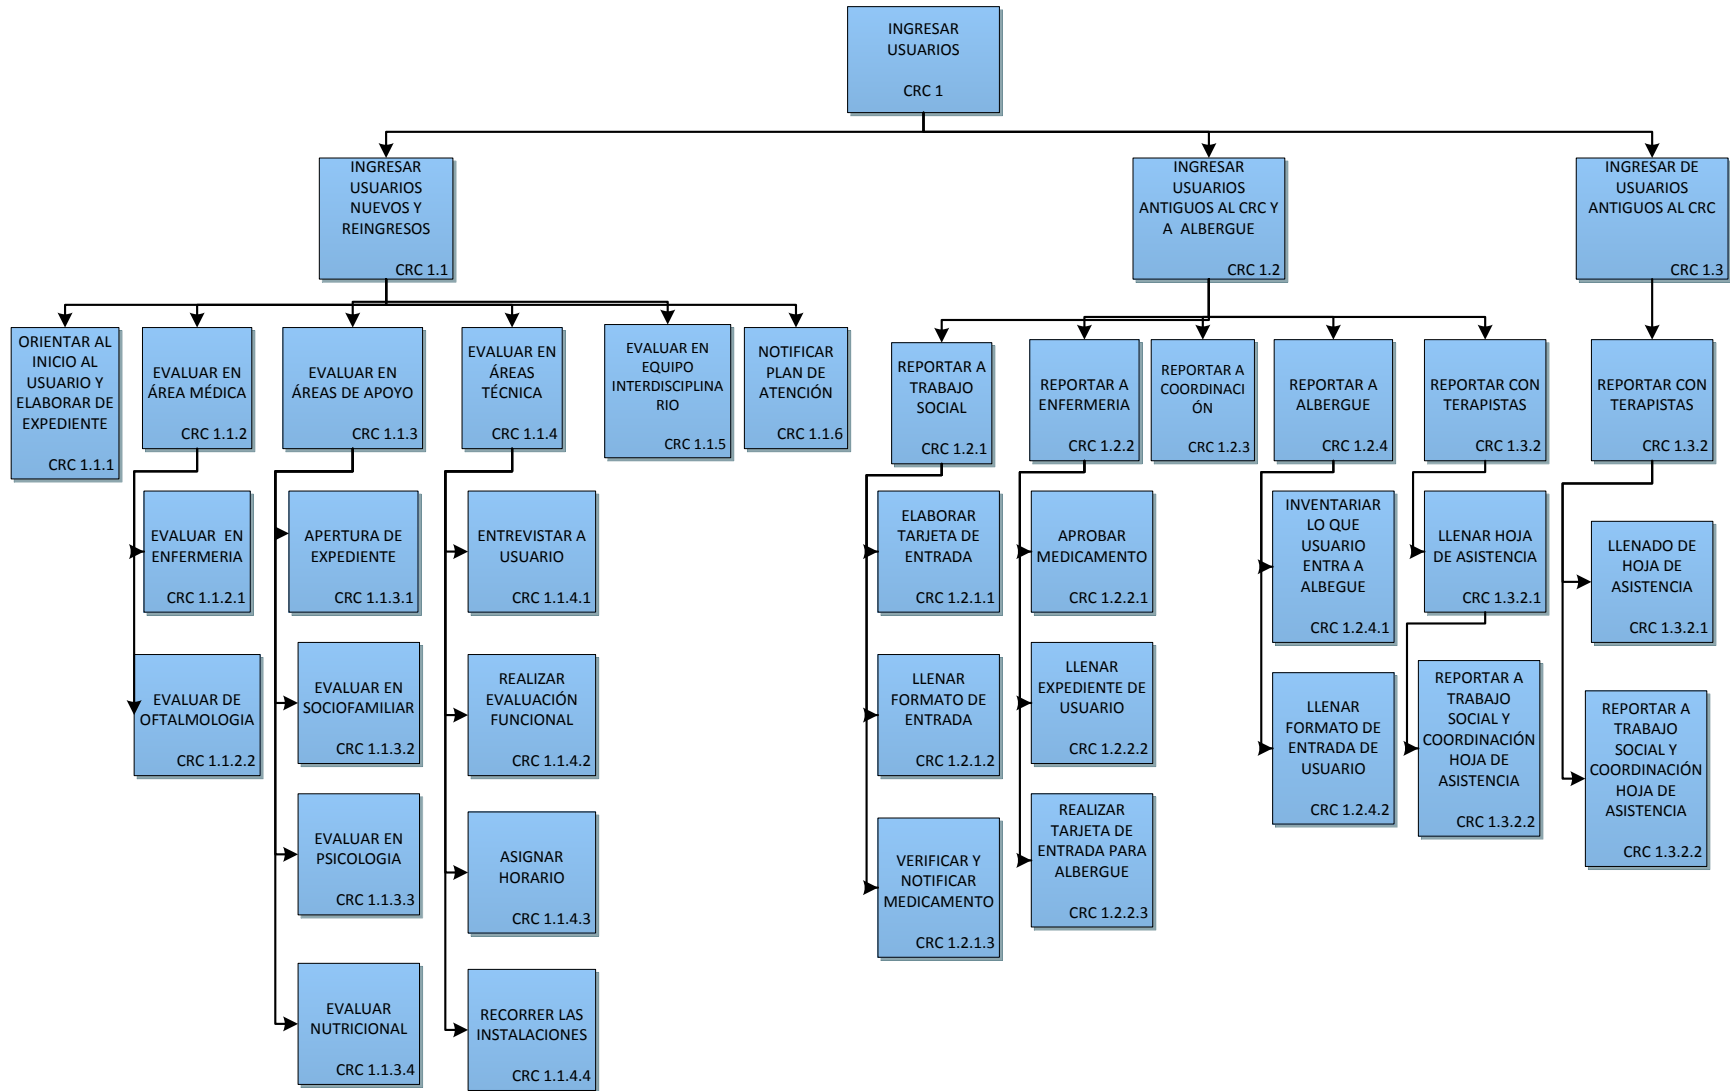 INGRESAR
USUARIOS
CRC 1
INGRESAR
USUARIOS
NUEVOS Y
REINGRESOS
CRC 1.1
INGRESAR
USUARIOS
ANTIGUOS AL CRC Y
A ALBERGUE
CRC 1.2
INGRESAR DE
USUARIOS
ANTIGUOS AL CRC
CRC 1.3
ORIENTAR AL
INICIO AL
USUARIO Y
ELABORAR DE
EXPEDIENTE
CRC 1.1.1
EVALUAR EN
ÁREA MÉDICA
CRC 1.1.2
EVALUAR EN
ÁREAS DE APOYO
CRC 1.1.3
EVALUAR EN
ÁREAS
TÉCNICA
CRC 1.1.4
EVALUAR EN
EQUIPO
INTERDISCIPLINA
RIO
CRC 1.1.5
NOTIFICAR
PLAN DE
ATENCIÓN
CRC 1.1.6
REPORTAR A
TRABAJO
SOCIAL
CRC 1.2.1
REPORTAR A
ENFERMERIA
CRC 1.2.2
REPORTAR A
COORDINACI
ÓN
CRC 1.2.3
REPORTAR A
ALBERGUE
CRC 1.2.4
REPORTAR CON
TERAPISTAS
CRC 1.3.2
REPORTAR CON
TERAPISTAS
CRC 1.3.2
EVALUAR EN
ENFERMERIA
CRC 1.1.2.1
APERTURA DE
EXPEDIENTE
CRC 1.1.3.1
ENTREVISTAR A
USUARIO
CRC 1.1.4.1
ELABORAR
TARJETA DE
ENTRADA
CRC 1.2.1.1
APROBAR
MEDICAMENTO
CRC 1.2.2.1
INVENTARIAR
LO QUE
USUARIO
ENTRA A
ALBEGUE
CRC 1.2.4.1
LLENAR HOJA
DE ASISTENCIA
CRC 1.3.2.1
LLENADO DE
HOJA DE
ASISTENCIA
CRC 1.3.2.1
EVALUAR DE
OFTALMOLOGIA
CRC 1.1.2.2
EVALUAR EN
SOCIOFAMILIAR
CRC 1.1.3.2
REALIZAR
EVALUACIÓN
FUNCIONAL
CRC 1.1.4.2
LLENAR
FORMATO DE
ENTRADA
CRC 1.2.1.2
LLENAR
EXPEDIENTE DE
USUARIO
CRC 1.2.2.2
LLENAR
FORMATO DE
ENTRADA DE
USUARIO
CRC 1.2.4.2
REPORTAR A
TRABAJO
SOCIAL Y
COORDINACIÓN
HOJA DE
ASISTENCIA
CRC 1.3.2.2
REPORTAR A
TRABAJO
SOCIAL Y
COORDINACIÓN
HOJA DE
ASISTENCIA
CRC 1.3.2.2
EVALUAR EN
PSICOLOGIA
CRC 1.1.3.3
ASIGNAR
HORARIO
CRC 1.1.4.3
VERIFICAR Y
NOTIFICAR
MEDICAMENTO
CRC 1.2.1.3
REALIZAR
TARJETA DE
ENTRADA PARA
ALBERGUE
CRC 1.2.2.3
EVALUAR
NUTRICIONAL
CRC 1.1.3.4
RECORRER LAS
INSTALACIONES
CRC 1.1.4.4